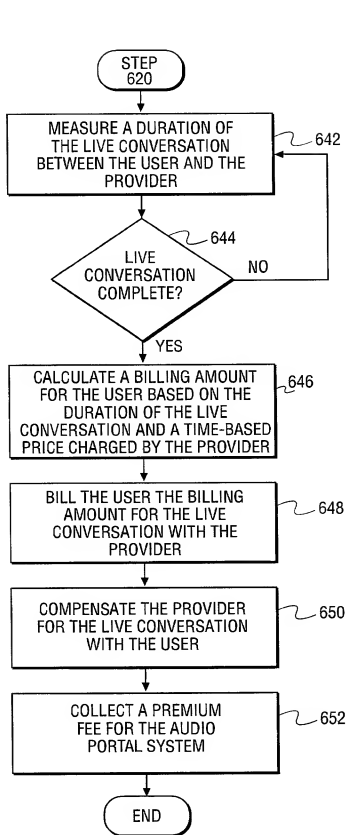 STEP
620
MEASURE A DURATION OF
THE LIVE CONVERSATION
BETWEEN THE USER AND THE
PROVIDER
642
644
LIVE
CONVERSATION
COMPLETE?
NO
YES
CALCULATE A BILLING AMOUNT
FOR THE USER BASED ON THE
DURATION OF THE LIVE
CONVERSATION AND A TIME-BASED
PRICE CHARGED BY THE PROVIDER
646
BILL THE USER THE BILLING
AMOUNT FOR THE LIVE
CONVERSATION WITH THE
PROVIDER
648
COMPENSATE THE PROVIDER
FOR THE LIVE CONVERSATION
WITH THE USER
650
COLLECT A PREMIUM
FEE FOR THE AUDIO
PORTAL SYSTEM
652
END